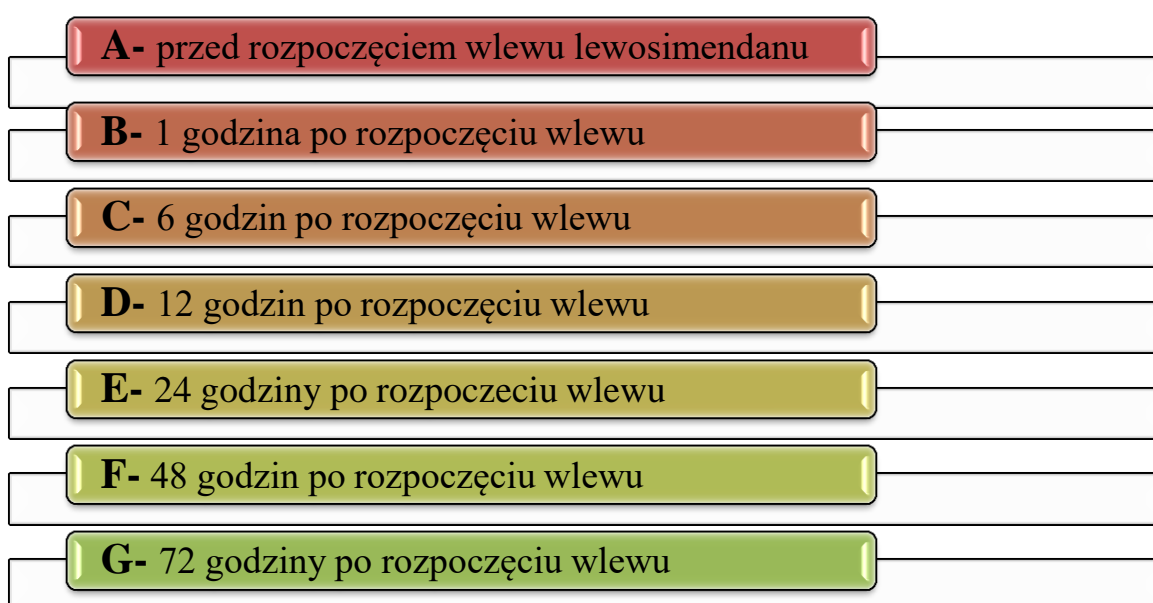 A- przed rozpoczęciem wlewu lewosimendanu
B- 1 godzina po rozpoczęciu wlewu
C- 6 godzin po rozpoczęciu wlewu
D- 12 godzin po rozpoczęciu wlewu
E- 24 godziny po rozpoczeciu wlewu
F- 48 godzin po rozpoczęciu wlewu
G- 72 godziny po rozpoczęciu wlewu